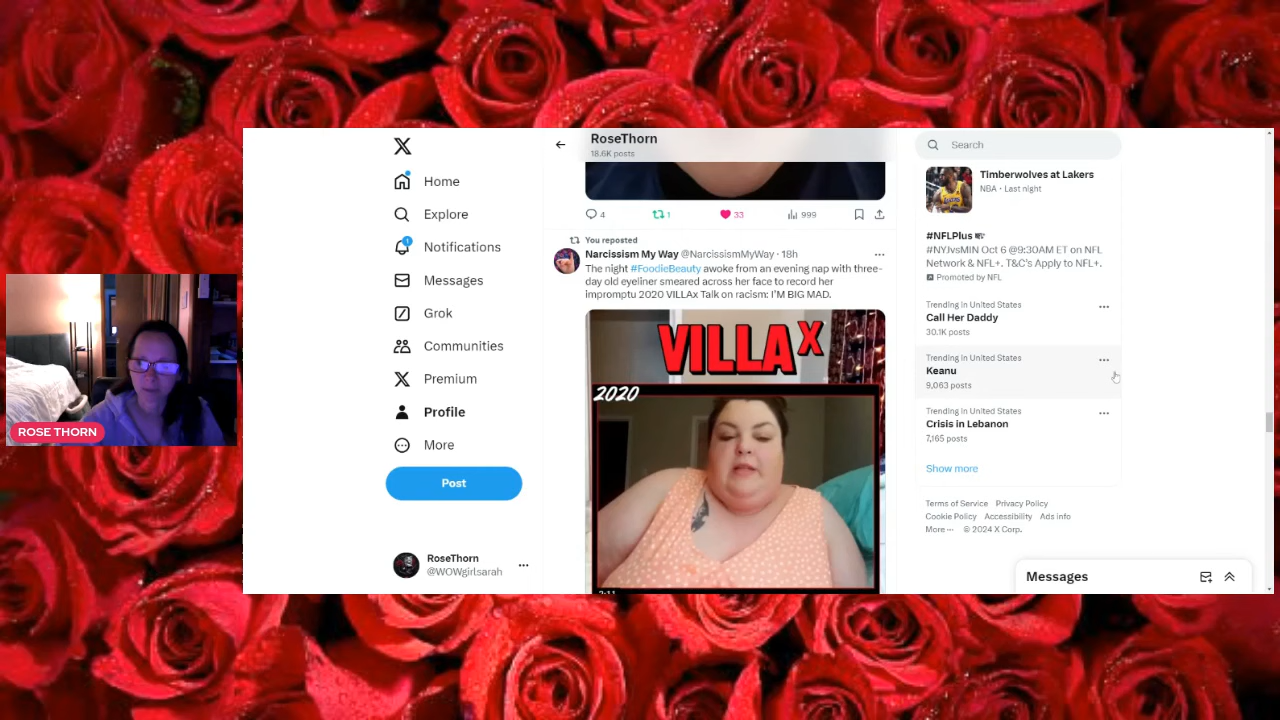 RoseThorn
18.6K posts
Home
Explore
Notifications
1
Messages
Grok
Communities
Premium
Profile
More
Post
RoseThorn
@WOWgirlsarah
4
1
33
999
You reposted
Narcissism My Way @NarcissismMyWay · 18h
The night #FoodieBeauty awoke from an evening nap with three-
day old eyeliner smeared across her face to record her
impromptu 2020 VILLAx Talk on racism: I'M BIG MAD.
VILLAX
2020
2:11
Search
Timberwolves at Lakers
NBA · Last night
#NFLPlus
#NYJvsMIN Oct 6 @9:30AM ET on NFL
Network & NFL+. T&C's Apply to NFL+.
Promoted by NFL
Trending in United States
Call Her Daddy
30.1K posts
Trending in United States
Keanu
9,063 posts
Trending in United States
Crisis in Lebanon
7,165 posts
Show more
Terms of Service Privacy Policy
Cookie Policy Accessibility Ads info
More ··· © 2024 X Corp.
Messages
ROSE THORN